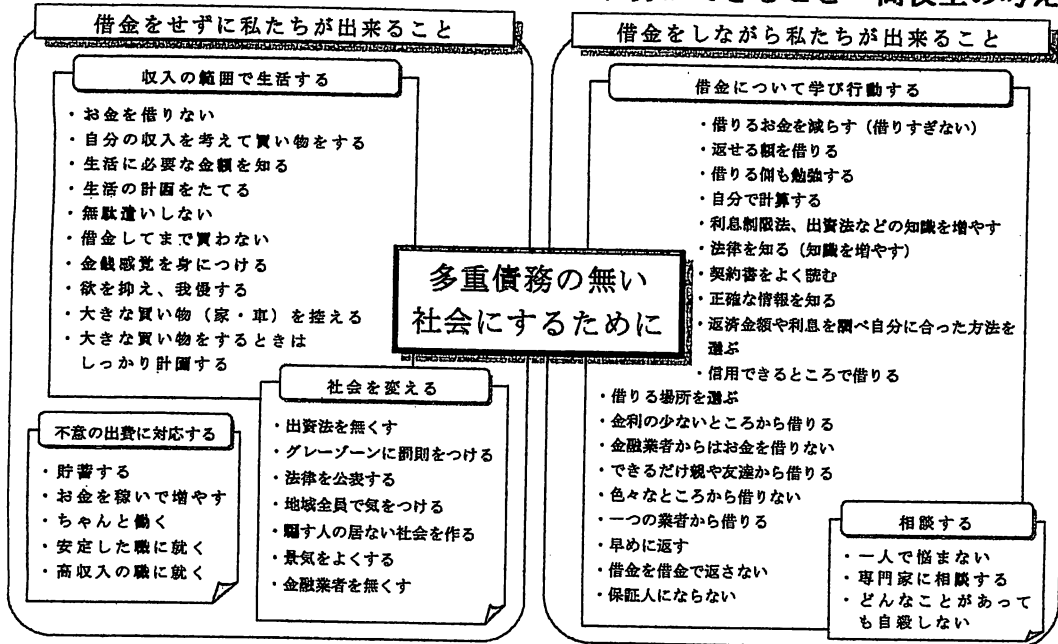 できること
高校生の考え
借金をせずに私たちが出来ること
収入の範囲で生活する
・お金を借りない
・自分の収入を考えて買い物をする
・生活に必要な金額を知る
・生活の計画をたてる
・無駄遣いしない
・借金してまで買わない
・金銭感覚を身につける
・欲を抑え、我慢する
・大きな買い物（家・車）を控える
・大きな買い物をするときは
しっかり計画する
不意の出費に対応する
・貯蓄する
・お金を稼いで増やす
・ちゃんと働く
・安定した職に就く
・高収入の職に就く
社会を変える
・出資法を無くす
・グレーゾーンに罰則をつける
・法律を公表する
・地域全員で気をつける
・騙す人の居ない社会を作る
・景気をよくする
・金融業者を無くす
多重債務の無い
社会にするために
借金をしながら私たちが出来ること
借金について学び行動する
・借りるお金を減らす（借りすぎない）
・返せる額を借りる
・借りる側も勉強する
・自分で計算する
・利息制限法、出資法などの知識を増やす
・法律を知る（知識を増やす）
・契約書をよく読む
・正確な情報を知る
・返済金額や利息を調べ自分に合った方法を
選ぶ
・信用できるところで借りる
・借りる場所を選ぶ
・金利の少ないところから借りる
・金融業者からはお金を借りない
・できるだけ親や友達から借りる
・色々なところから借りない
・一つの業者から借りる
・早めに返す
・借金を借金で返さない
・保証人にならない
相談する
・一人で悩まない
・専門家に相談する
・どんなことがあって
も自殺しない